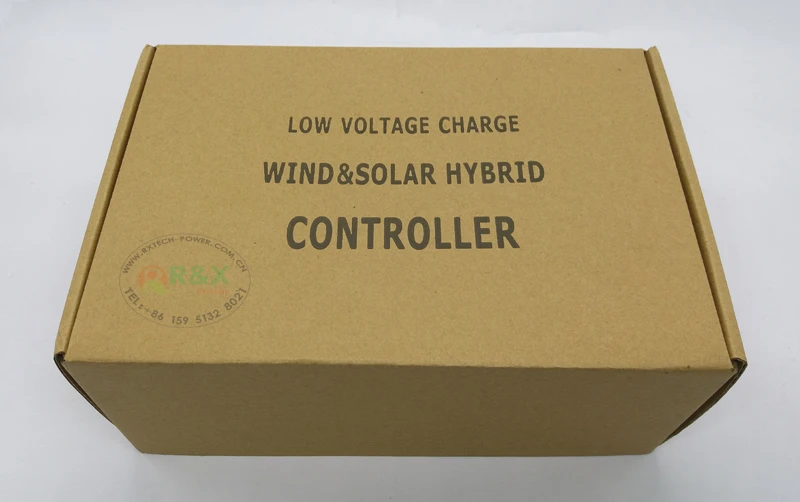 LOW VOLTAGE CHARGE
WIND&SOLAR HYBRID
CONTROLLER
WWW.RXTECH-POWER.COM.CN
R&X
TEL:+86 159 5132 8021